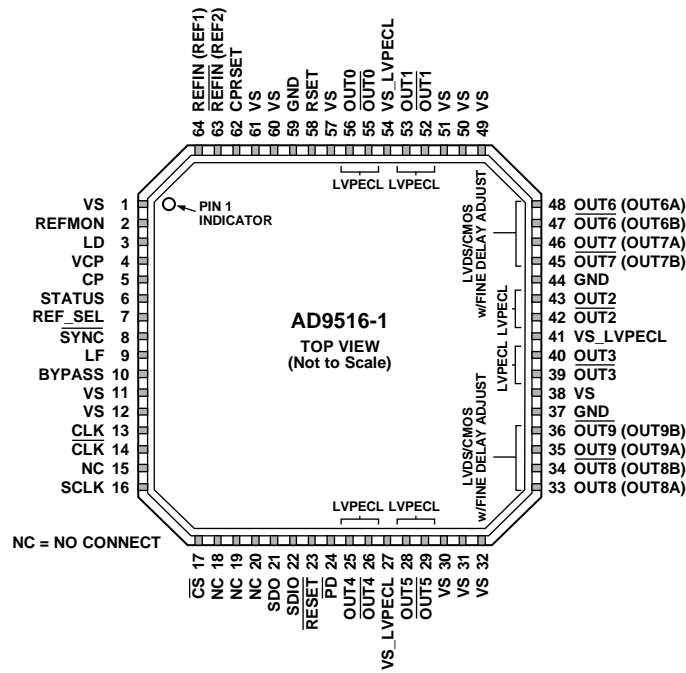 64 REFIN (REF1)
63 REFIN (REF2)
62 CPRSET
61 VS
60 VS
59 GND
58 RSET
57 VS
56 OUT0
55 OUT0
54 VS_LVPECL
53 OUT1
52 OUT1
51 VS
50 VS
49 VS
LVPECL LVPECL
VS 1
REFMON 2
LD 3
VCP 4
CP 5
STATUS 6
REF_SEL 7
SYNC 8
LF 9
BYPASS 10
VS 11
VS 12
CLK 13
CLK 14
NC 15
SCLK 16
PIN 1
INDICATOR
AD9516-1
TOP VIEW
(Not to Scale)
LVDS/CMOS
w/FINE DELAY ADJUST
LVPECL
LVPECL
LVDS/CMOS
w/FINE DELAY ADJUST
48 OUT6 (OUT6A)
47 OUT6 (OUT6B)
46 OUT7 (OUT7A)
45 OUT7 (OUT7B)
44 GND
43 OUT2
42 OUT2
41 VS_LVPECL
40 OUT3
39 OUT3
38 VS
37 GND
36 OUT9 (OUT9B)
35 OUT9 (OUT9A)
34 OUT8 (OUT8B)
33 OUT8 (OUT8A)
LVPECL LVPECL
NC = NO CONNECT
CS 17
NC 18
NC 19
NC 20
SDO 21
SDIO 22
RESET 23
PD 24
OUT4 25
OUT4 26
VS_LVPECL 27
OUT5 28
OUT5 29
VS 30
VS 31
VS 32